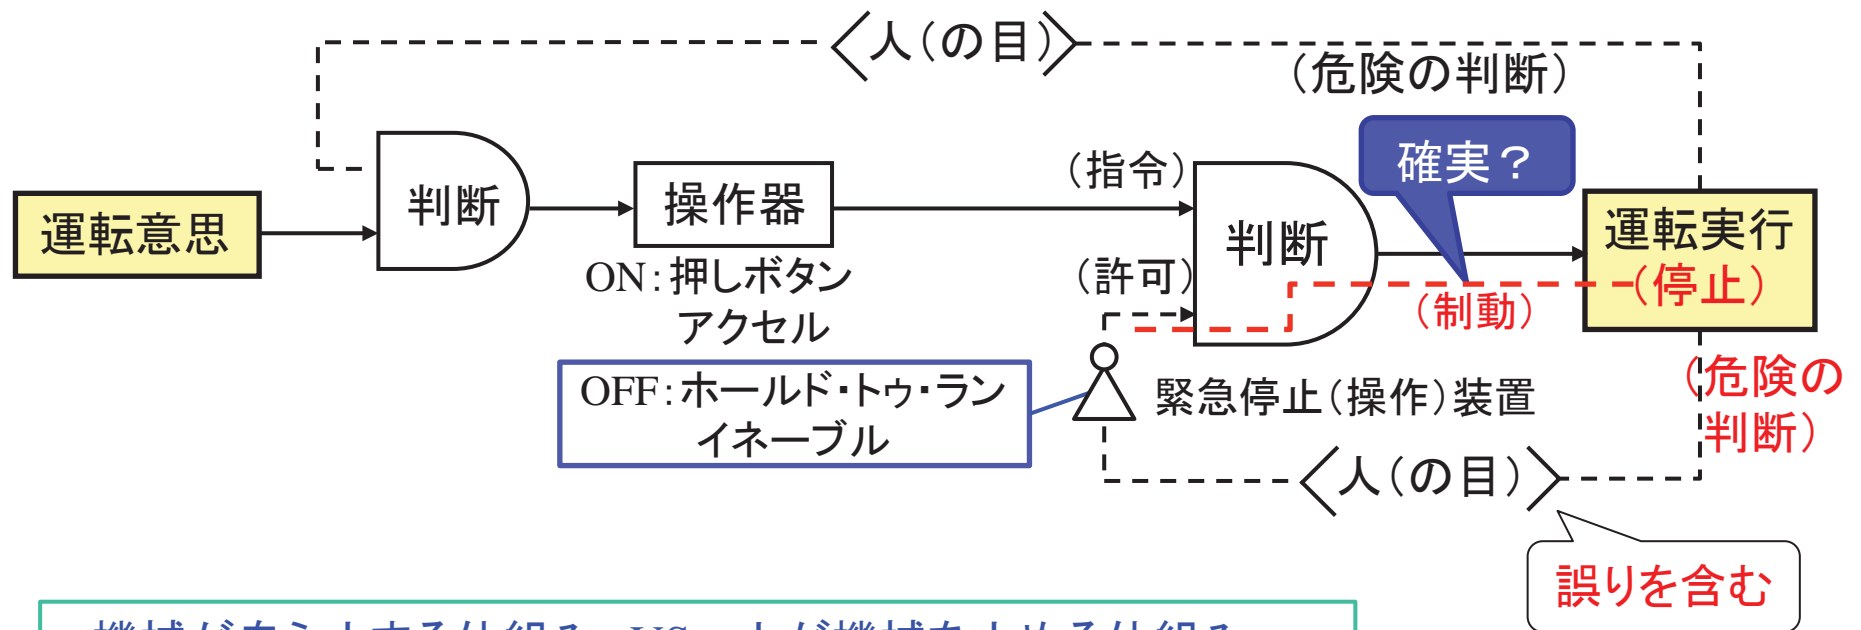 人（の目）
（危険の判断）
確実？
（指令）
判断
操作器
運転意思
判断
運転実行
（停止）
ON：押しボタン
アクセル
（許可）
（制動）
OFF：ホールド・トゥ・ラン
イネーブル
緊急停止（操作）装置
（危険の
判断）
人（の目）
誤りを含む